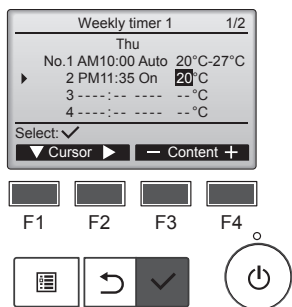 Weekly timer 1 1/2
Thu
No.1 AM10:00 Auto 20°C-27°C
2 PM11:35 On 20°C
3 ----:-- ---- --°C
4 ----:-- ---- --°C
Select:✓
▼ Cursor ▶ − Content +
F1 F2 F3 F4